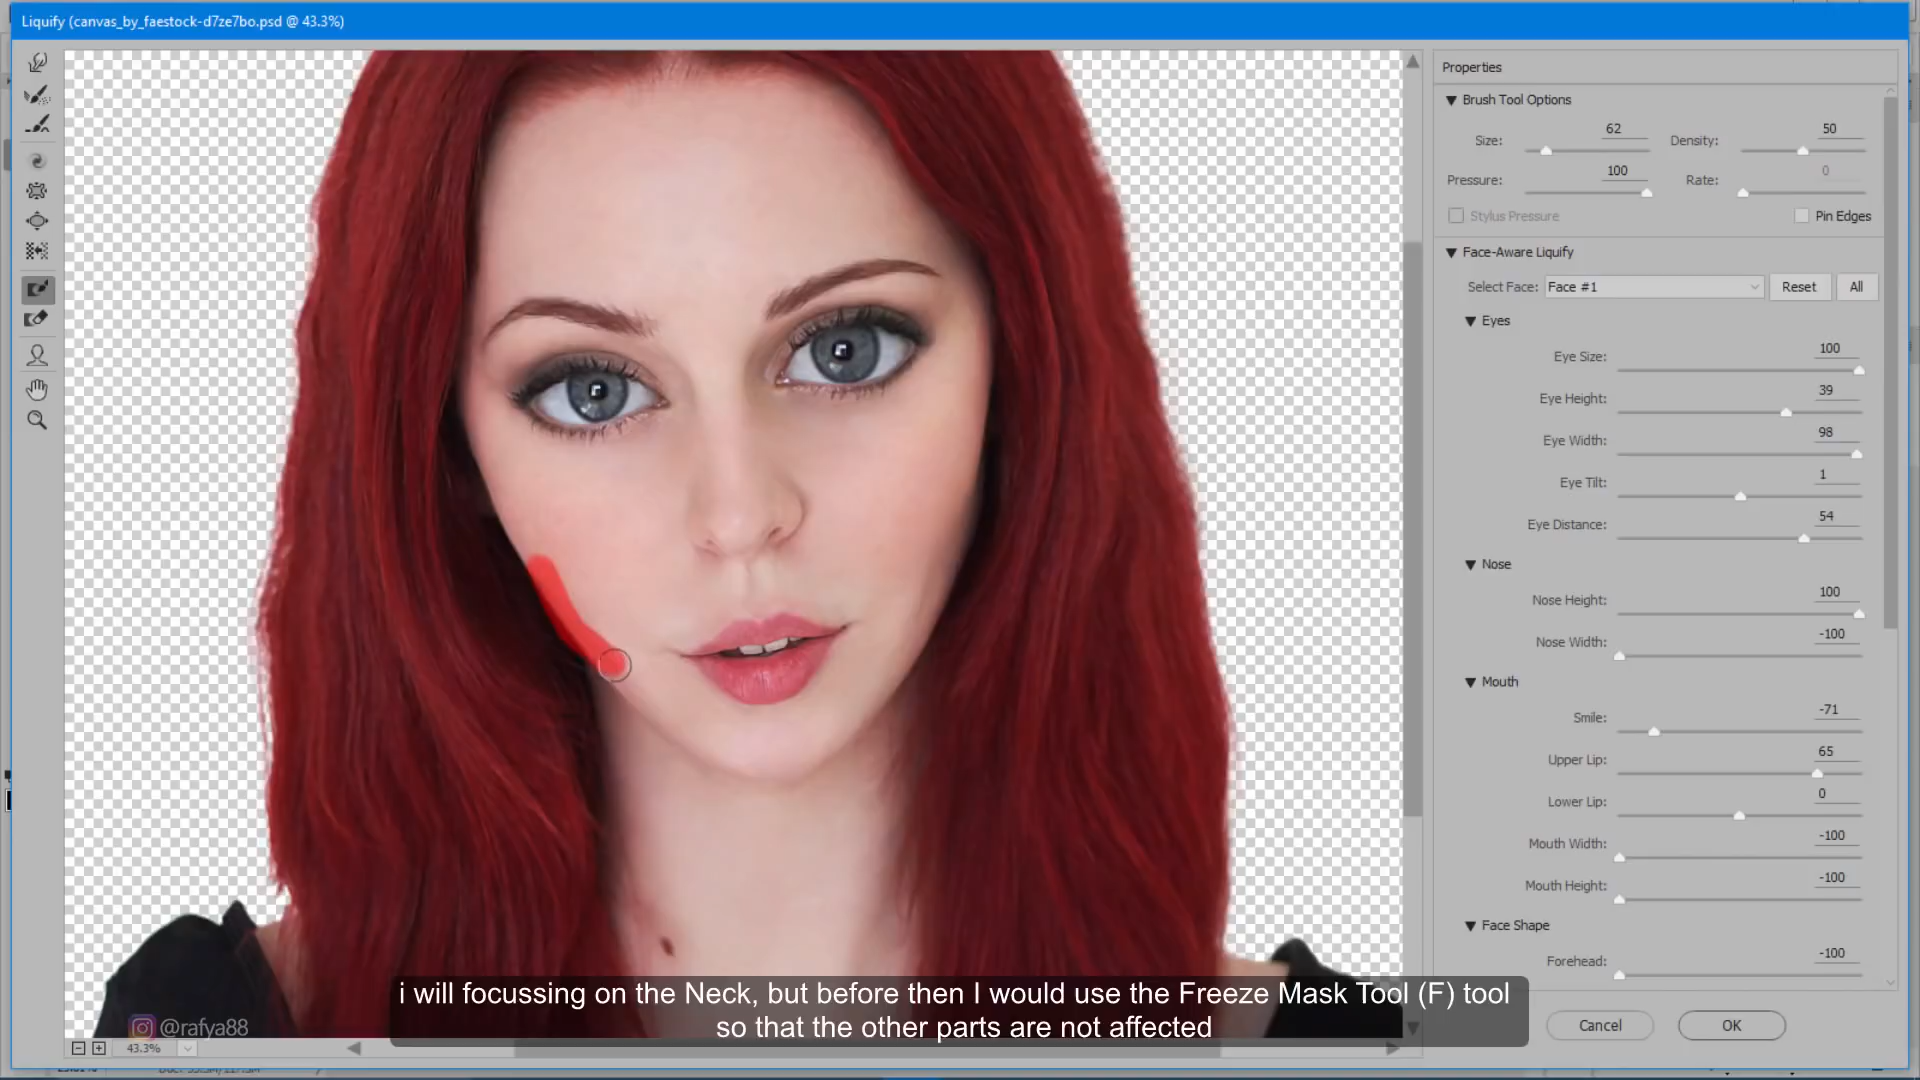 Liquify (canvas_by_faestock-d7ze7bo.psd @ 43.3%)
Properties
Brush Tool Options
Size: 62 Density: 50
Pressure: 100 Rate: 0
Stylus Pressure Pin Edges
Face-Aware Liquify
Select Face: Face #1 Reset All
Eyes
Eye Size: 100
Eye Height: 39
Eye Width: 98
Eye Tilt: 1
Eye Distance: 54
Nose
Nose Height: 100
Nose Width: -100
Mouth
Smile: -71
Upper Lip: 65
Lower Lip: 0
Mouth Width: -100
Mouth Height: -100
Face Shape
Forehead: -100
i will focussing on the Neck, but before then I would use the Freeze Mask Tool (F) tool
so that the other parts are not affected
@rafya88
Cancel OK
43.3%